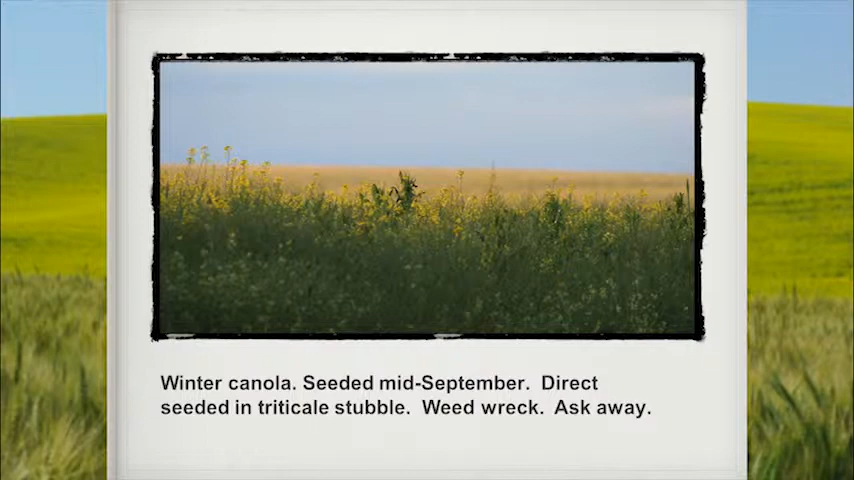 Winter canola. Seeded mid-September.  Direct
seeded in triticale stubble.  Weed wreck.  Ask away.